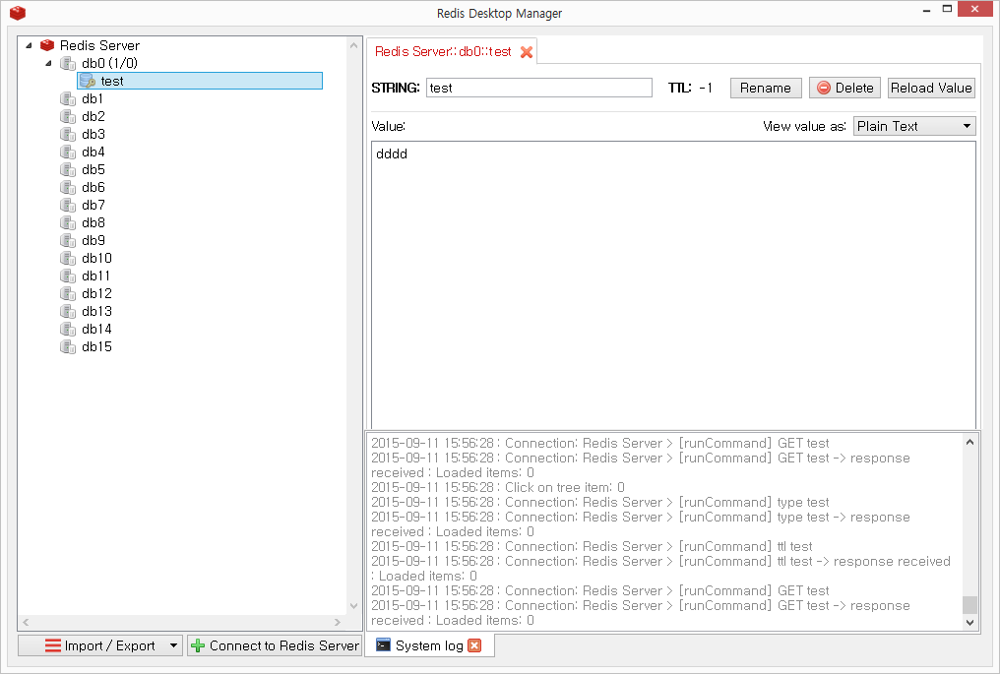 Redis Desktop Manager
Redis Server
db0 (1/0)
test
db1
db2
db3
db4
db5
db6
db7
db8
db9
db10
db11
db12
db13
db14
db15
Import / Export
Connect to Redis Server
Redis Server::db0::test
STRING: test TTL: -1 Rename Delete Reload Value
Value: View value as: Plain Text
dddd
2015-09-11 15:56:28 : Connection: Redis Server > [runCommand] GET test
2015-09-11 15:56:28 : Connection: Redis Server > [runCommand] GET test -> response
received : Loaded items: 0
2015-09-11 15:56:28 : Click on tree item: 0
2015-09-11 15:56:28 : Connection: Redis Server > [runCommand] type test
2015-09-11 15:56:28 : Connection: Redis Server > [runCommand] type test -> response
received : Loaded items: 0
2015-09-11 15:56:28 : Connection: Redis Server > [runCommand] ttl test
2015-09-11 15:56:28 : Connection: Redis Server > [runCommand] ttl test -> response received
: Loaded items: 0
2015-09-11 15:56:28 : Connection: Redis Server > [runCommand] GET test
2015-09-11 15:56:28 : Connection: Redis Server > [runCommand] GET test -> response
received : Loaded items: 0
System log